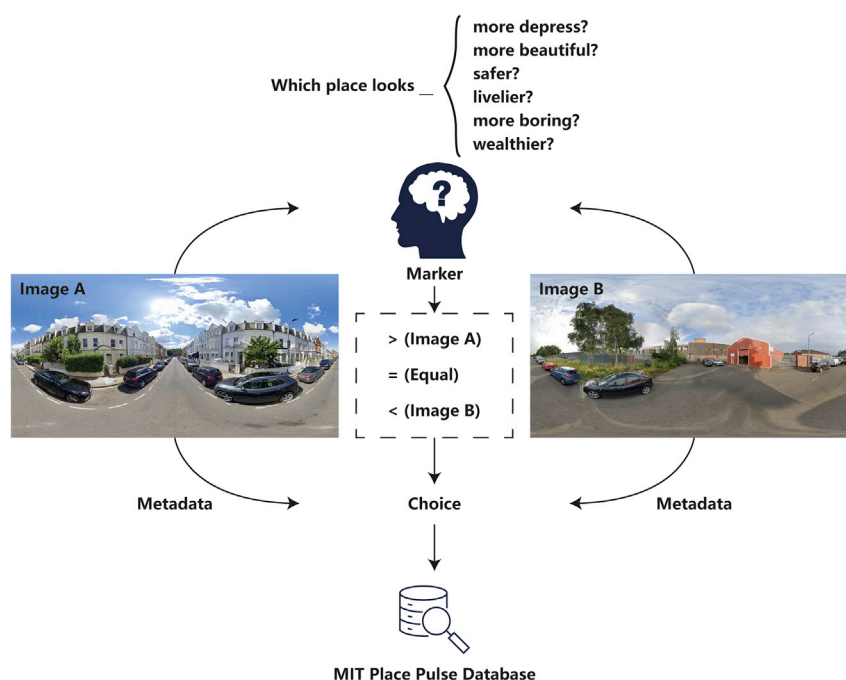 more depress?
more beautiful?
Which place looks __
safer?
livelier?
more boring?
wealthier?
?
Marker
Image A
Image B
> (Image A)
= (Equal)
< (Image B)
Metadata
Choice
Metadata
MIT Place Pulse Database